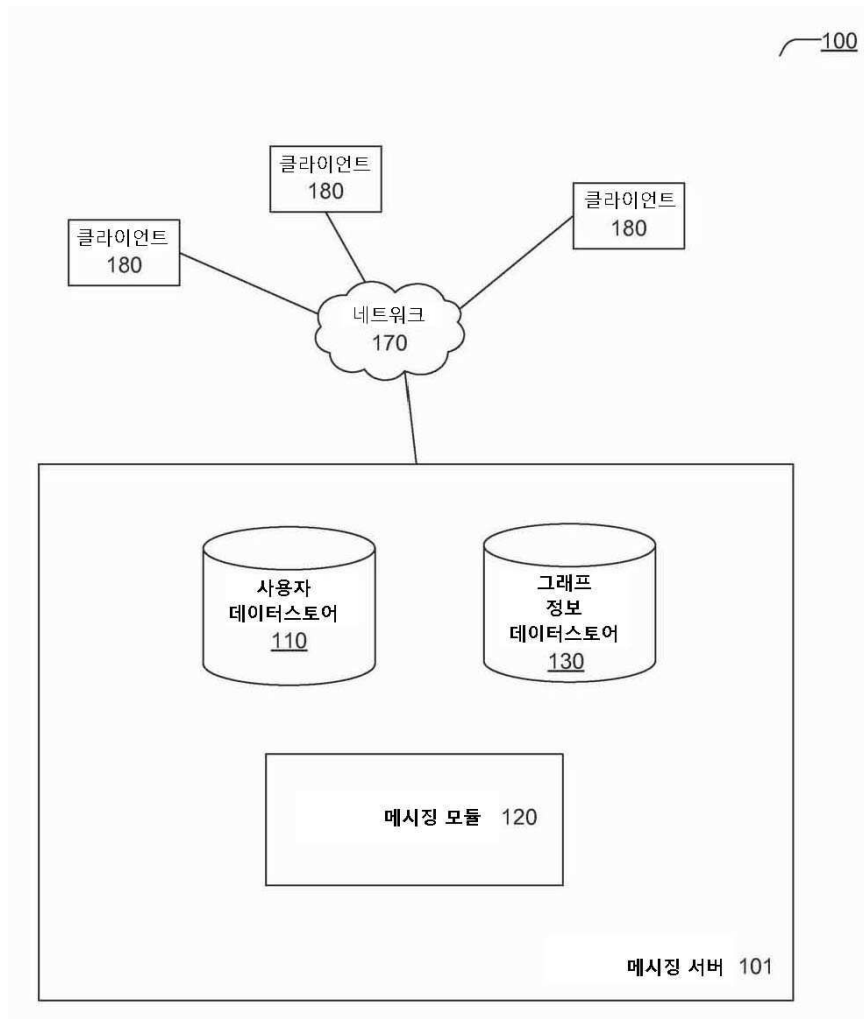 100
클라이언트
180
클라이언트
180
클라이언트
180
네트워크
170
사용자
데이터스토어
110
그래프
정보
데이터스토어
130
메시징 모듈 120
메시징 서버 101